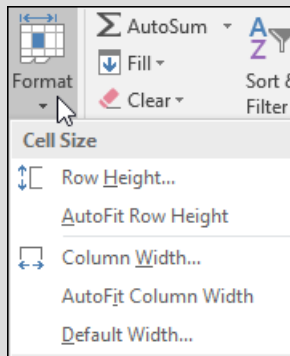 Format
AutoSum
Fill
Clear
A
Z
Sort &
Filter
Cell Size
Row Height...
AutoFit Row Height
Column Width...
AutoFit Column Width
Default Width...